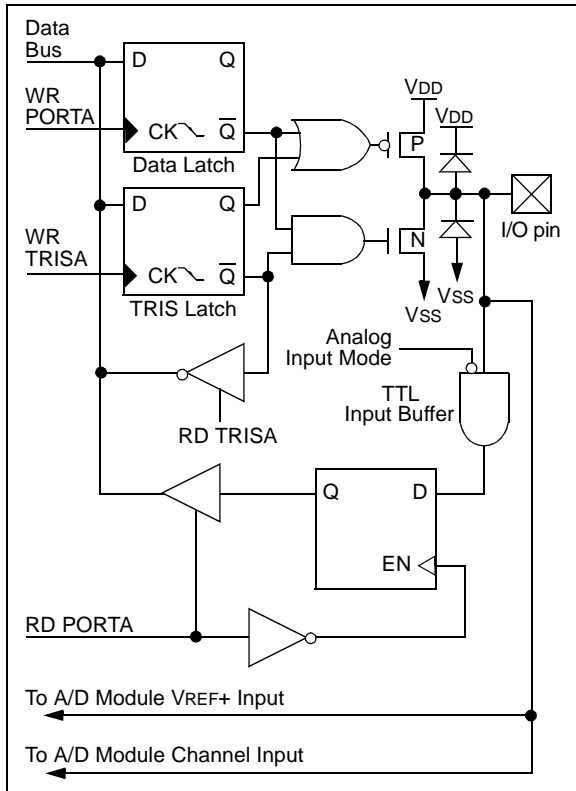 Data
Bus
D Q
VDD
WR
PORTA
VDD
CK Q
P
Data Latch
D Q
I/O pin
WR
TRISA
N
CK Q
VSS
TRIS Latch
VSS
Analog
Input Mode
TTL
Input Buffer
RD TRISA
Q D
EN
RD PORTA
To A/D Module VREF+ Input
To A/D Module Channel Input